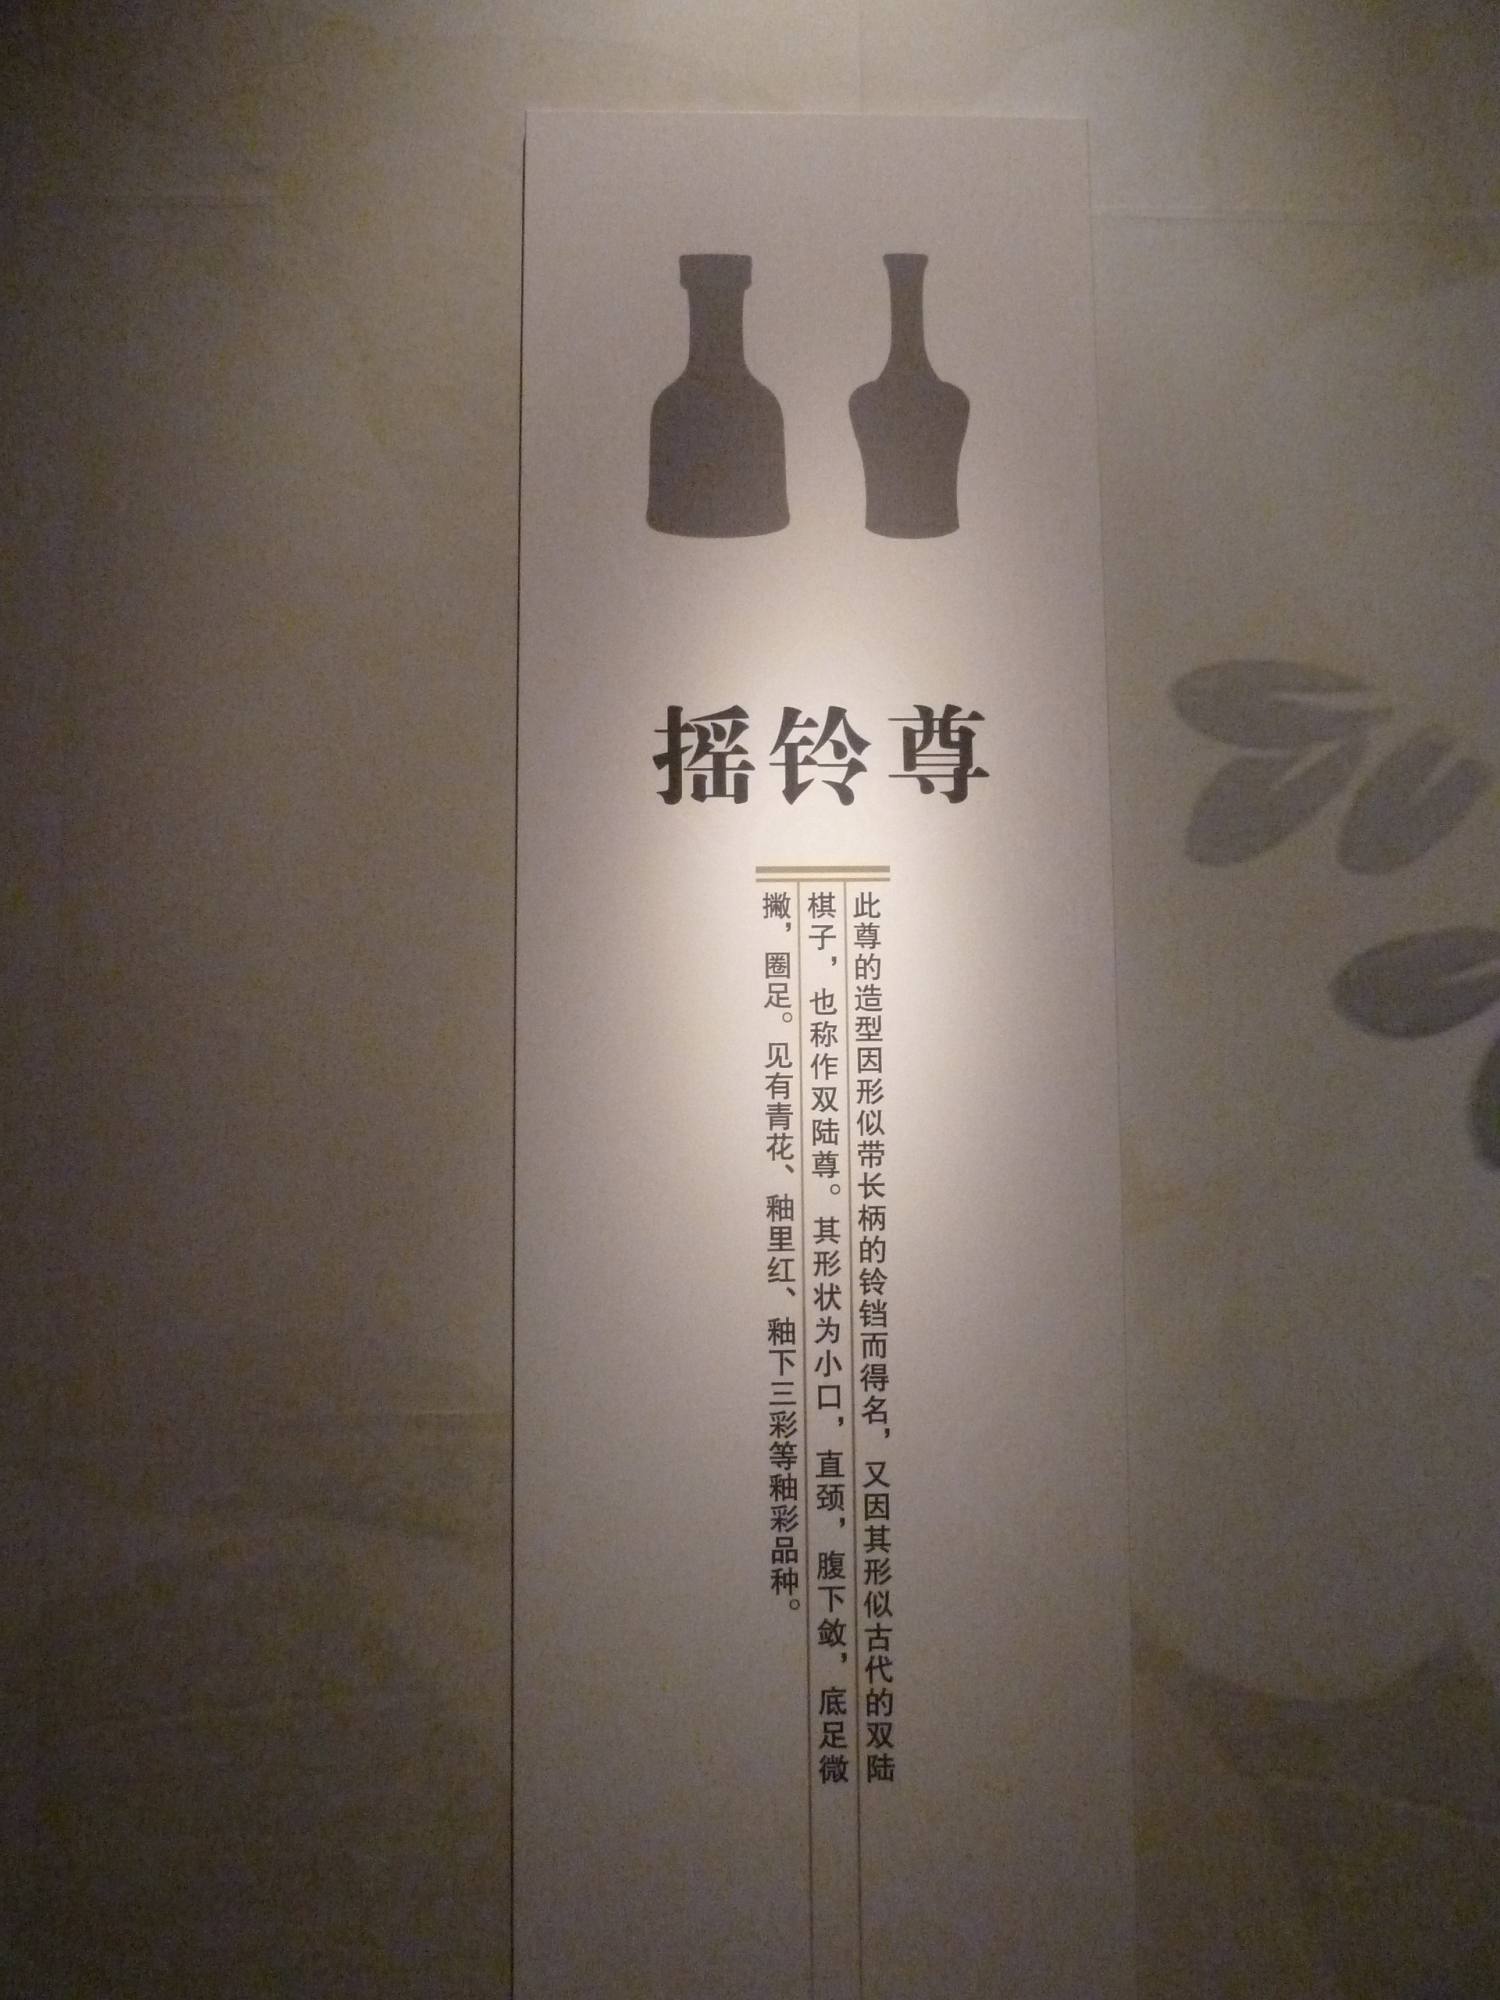 摇铃尊
此尊的造型因形似带长柄的铃铛而得名，又因其形似古代的双陆
棋子，也称作双陆尊。其形状为小口，直颈，腹下敛，底足微
撇，圈足。见有青花、釉里红、釉下三彩等釉彩品种。